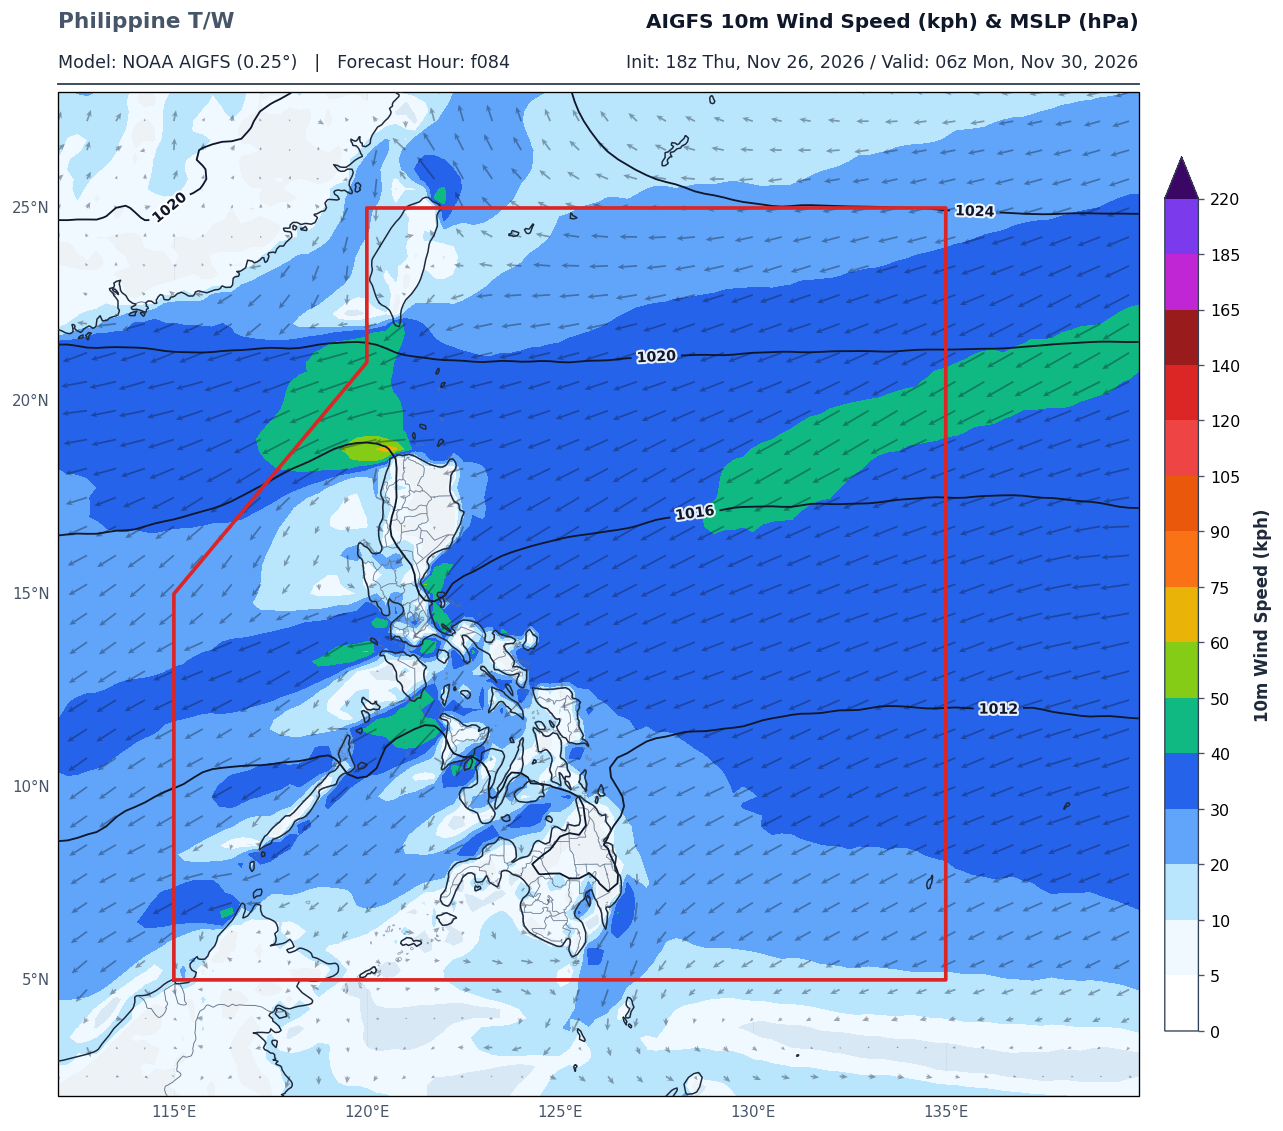 Philippine T/W
AIGFS 10m Wind Speed (kph) & MSLP (hPa)
Model: NOAA AIGFS (0.25°) | Forecast Hour: f084
Init: 18z Thu, Nov 26, 2026 / Valid: 06z Mon, Nov 30, 2026
25°N
20°N
15°N
10°N
5°N
115°E
120°E
125°E
130°E
135°E
1020
1024
1020
1016
1012
220
185
165
140
120
105
90
75
60
50
40
30
20
10
5
0
10m Wind Speed (kph)